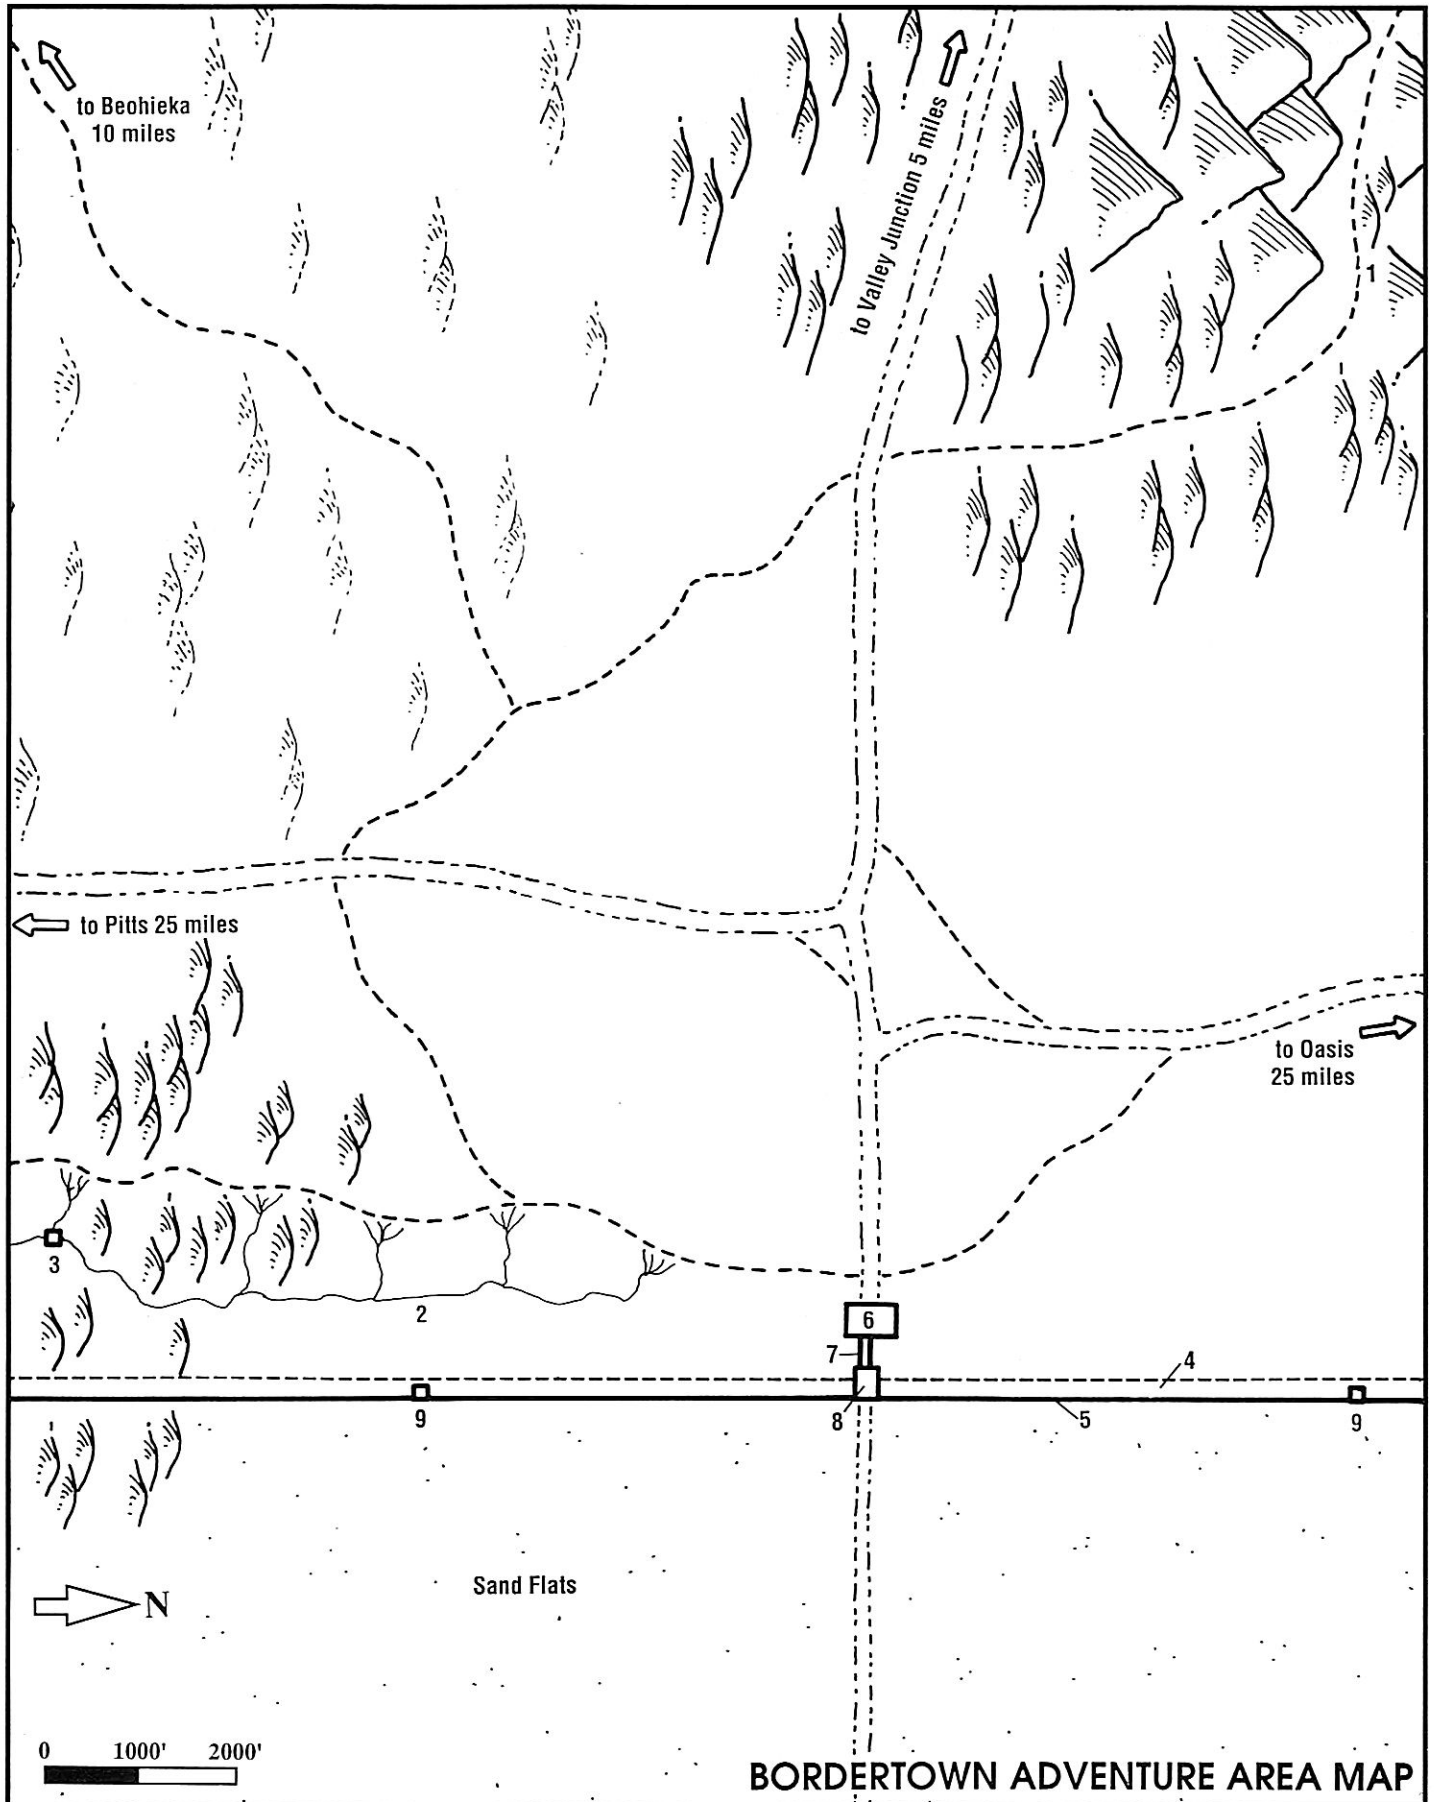 to Beohieka
10 miles
to Valley Junction 5 miles
1
to Pitts 25 miles
to Oasis
25 miles
3
2
6
7
4
9
8
5
9
Sand Flats
N
0 1000' 2000'
BORDERTOWN ADVENTURE AREA MAP